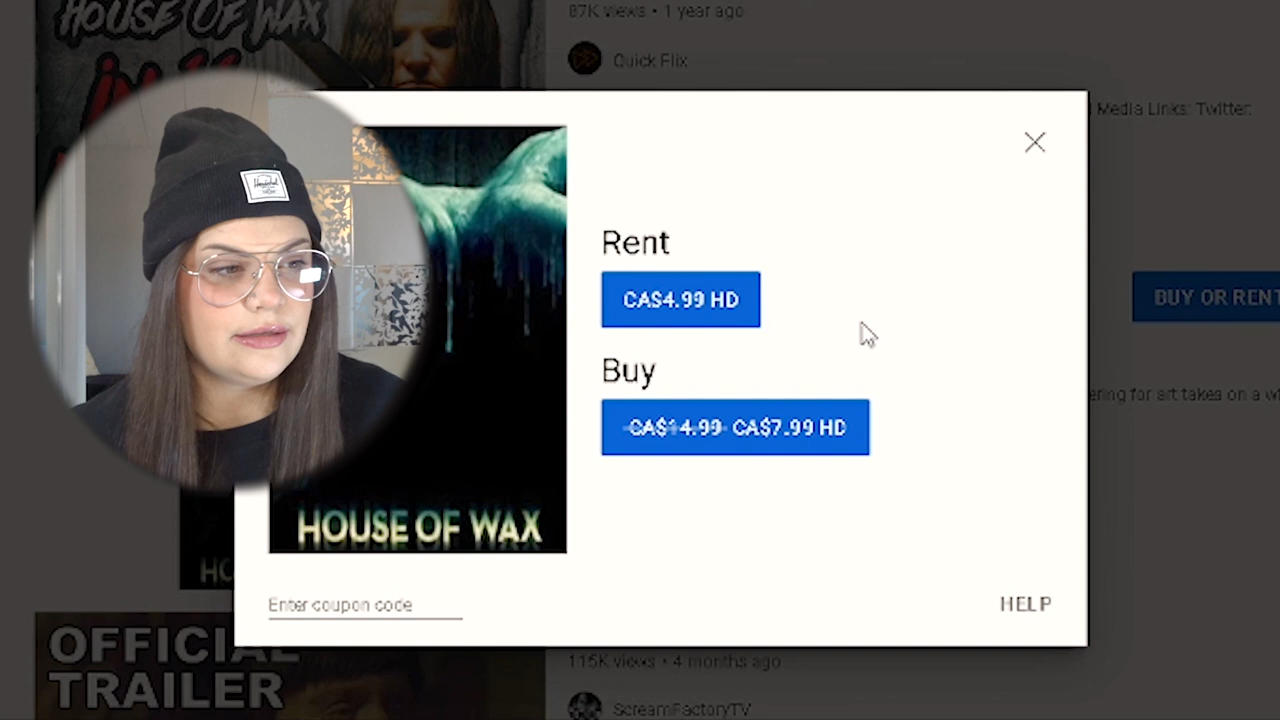 HOUSE OF WAX
87K views • 1 year ago
Quick Flix
Media Links: Twitter:
Herschel
Rent
CA$4.99 HD
BUY OR RENT
Buy
ering for art takes on a
CA$14.99 CA$7.99 HD
HOUSE OF WAX
HO
Enter coupon code
HELP
OFFICIAL
TRAILER
115K views • 4 months ago
ScreamFactoryTV